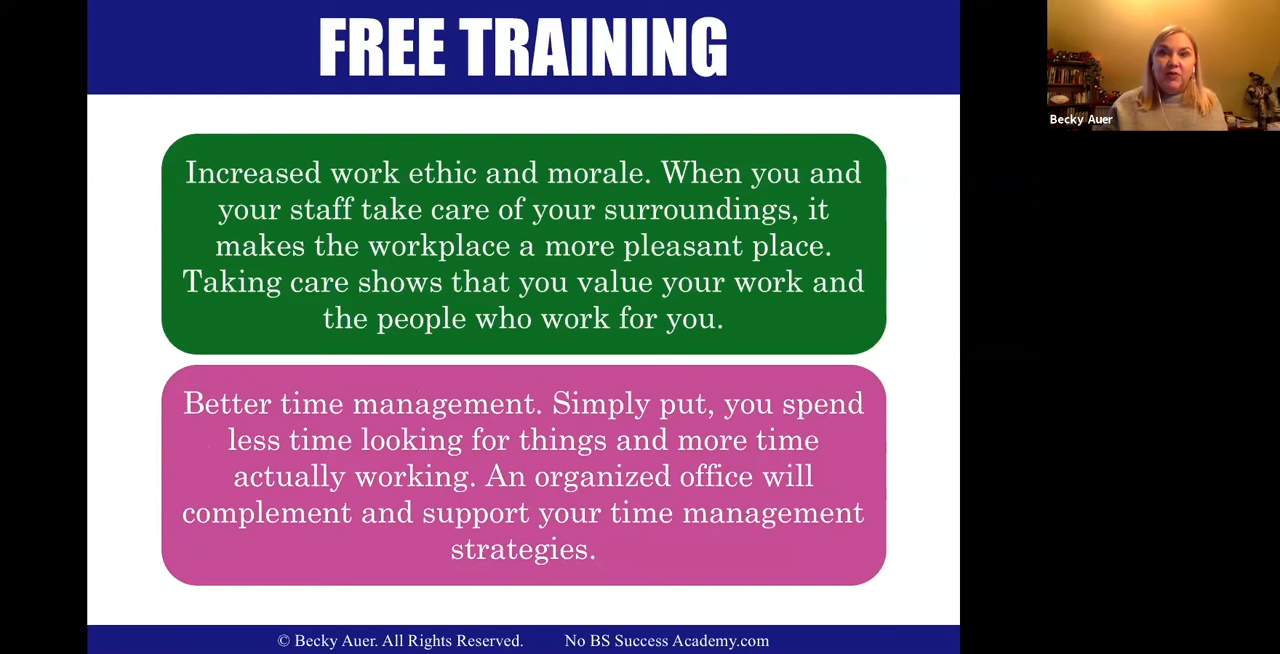 FREE TRAINING
Becky Auer
Increased work ethic and morale. When you and
your staff take care of your surroundings, it
makes the workplace a more pleasant place.
Taking care shows that you value your work and
the people who work for you.
Better time management. Simply put, you spend
less time looking for things and more time
actually working. An organized office will
complement and support your time management
strategies.
© Becky Auer. All Rights Reserved. No BS Success Academy.com